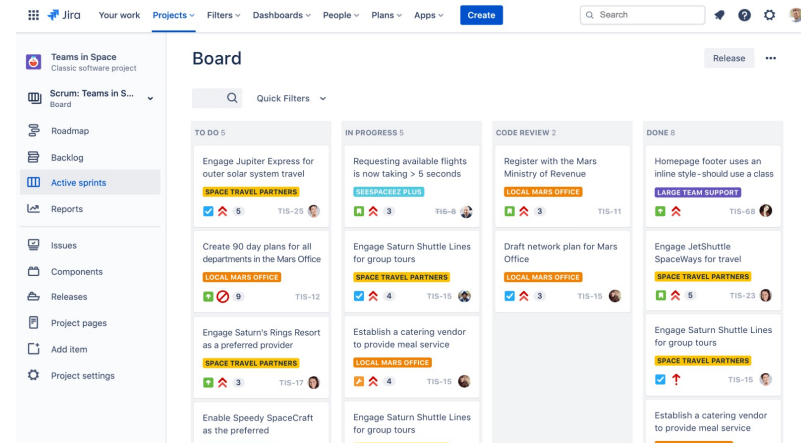 Jira
Your work
Projects
Filters
Dashboards
People
Plans
Apps
Create
Search
Teams in Space
Classic software project
Scrum: Teams in S...
Board
Roadmap
Backlog
Active sprints
Reports
Issues
Components
Releases
Project pages
Add item
Project settings
Board
Release
Quick Filters
TO DO 5
Engage Jupiter Express for
outer solar system travel
SPACE TRAVEL PARTNERS
5
TIS-25
Create 90 day plans for all
departments in the Mars Office
LOCAL MARS OFFICE
9
TIS-12
Engage Saturn's Rings Resort
as a preferred provider
SPACE TRAVEL PARTNERS
3
TIS-17
Enable Speedy SpaceCraft
as the preferred
IN PROGRESS 5
Requesting available flights
is now taking > 5 seconds
SEESPACEEZ PLUS
3
TIS-8
Engage Saturn Shuttle Lines
for group tours
SPACE TRAVEL PARTNERS
4
TIS-15
Establish a catering vendor
to provide meal service
LOCAL MARS OFFICE
4
TIS-15
Engage Saturn Shuttle Lines
for group tours
CODE REVIEW 2
Register with the Mars
Ministry of Revenue
LOCAL MARS OFFICE
3
TIS-11
Draft network plan for Mars
Office
LOCAL MARS OFFICE
3
TIS-15
DONE 8
Homepage footer uses an
inline style-should use a class
LARGE TEAM SUPPORT
TIS-68
Engage JetShuttle
SpaceWays for travel
SPACE TRAVEL PARTNERS
5
TIS-23
Engage Saturn Shuttle Lines
for group tours
SPACE TRAVEL PARTNERS
TIS-15
Establish a catering vendor
to provide meal service